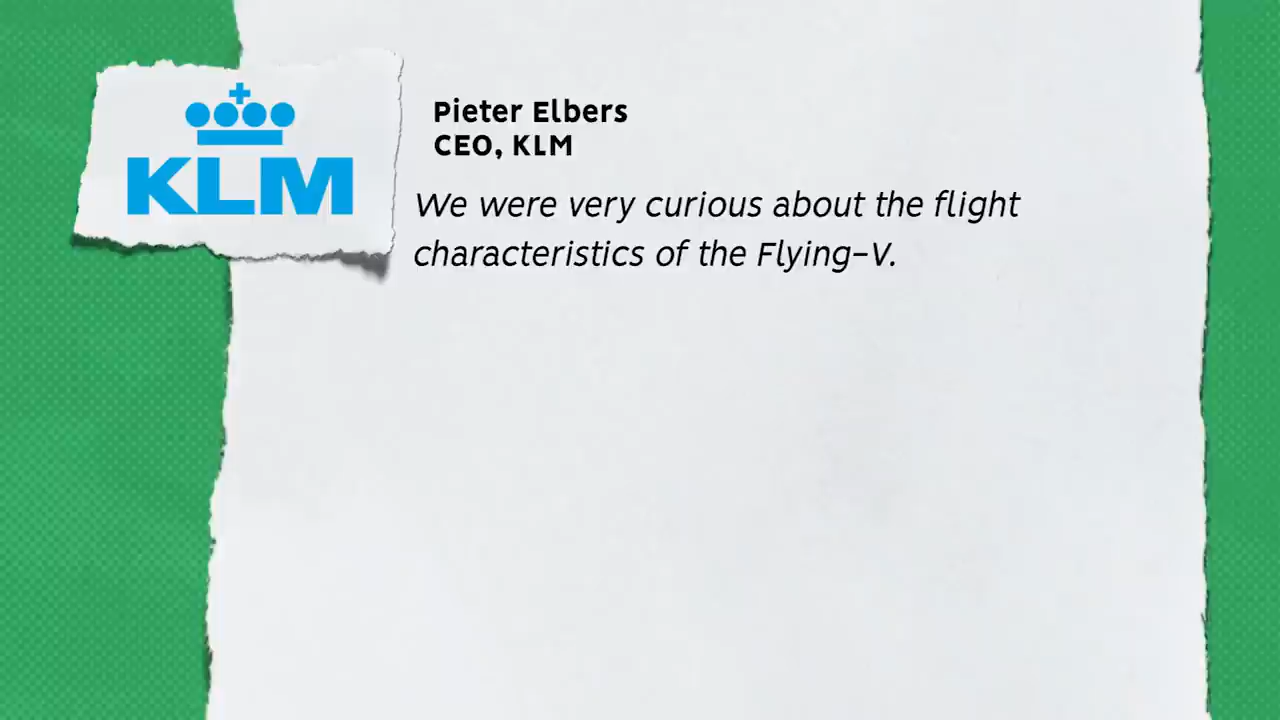 KLM
Pieter Elbers
CEO, KLM
We were very curious about the flight
characteristics of the Flying-V.